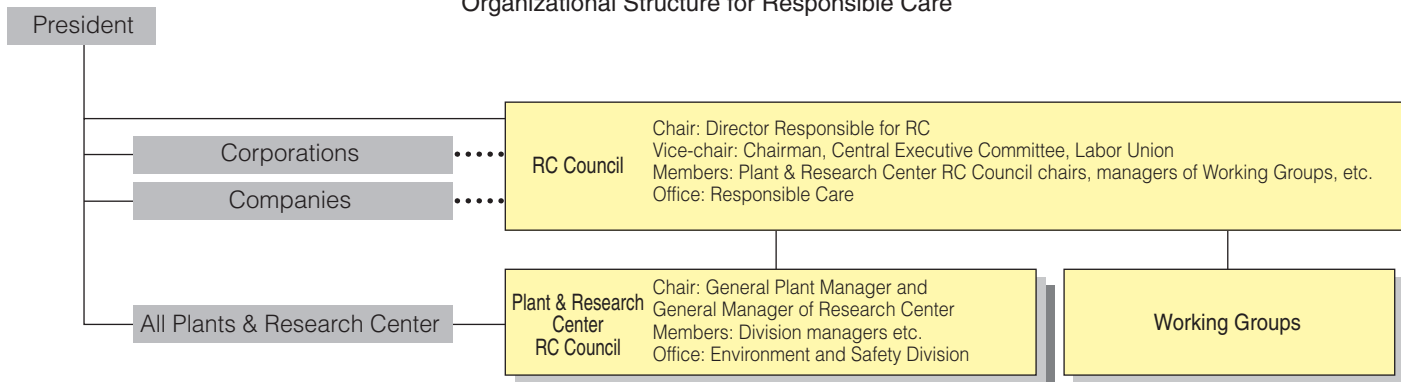 Organizational Structure for Responsible Care
President
Corporations
Companies
RC Council
Chair: Director Responsible for RC
Vice-chair: Chairman, Central Executive Committee, Labor Union
Members: Plant & Research Center RC Council chairs, managers of Working Groups, etc.
Office: Responsible Care
All Plants & Research Center
Plant & Research
Center
RC Council
Chair: General Plant Manager and
General Manager of Research Center
Members: Division managers etc.
Office: Environment and Safety Division
Working Groups